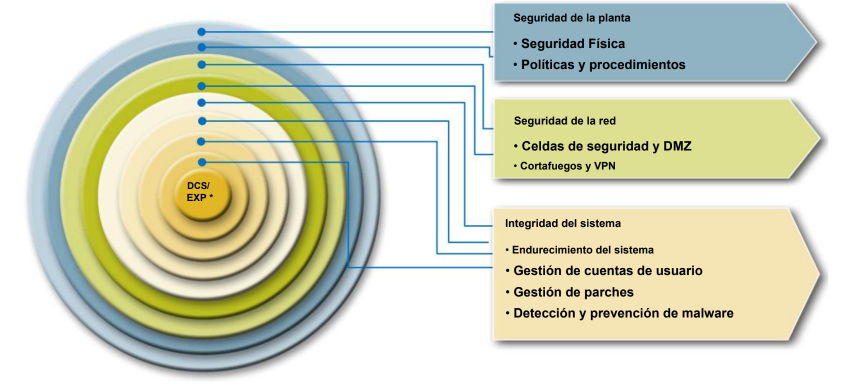 Seguridad de la planta
• Seguridad Física
• Políticas y procedimientos
Seguridad de la red
• Celdas de seguridad y DMZ
• Cortafuegos y VPN
DCS/
EXP *
Integridad del sistema
• Endurecimiento del sistema
• Gestión de cuentas de usuario
• Gestión de parches
• Detección y prevención de malware